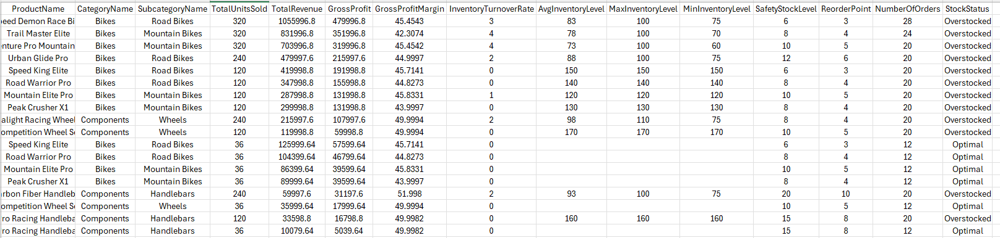 ProductName CategoryName SubcategoryName TotalUnitsSold TotalRevenue GrossProfit GrossProfitMargin InventoryTurnoverRate AvgInventoryLevel MaxInventoryLevel MinInventoryLevel SafetyStockLevel ReorderPoint NumberOfOrders StockStatus
eed Demon Race Bi Bikes Road Bikes 320 1055996.8 479996.8 45.4543 3 83 100 75 6 3 28 Overstocked
Trail Master Elite Bikes Mountain Bikes 320 831996.8 351996.8 42.3074 4 78 100 70 8 4 24 Overstocked
nture Pro Mountain Bikes Mountain Bikes 320 703996.8 319996.8 45.4542 4 73 100 60 10 5 20 Overstocked
Urban Glide Pro Bikes Road Bikes 240 479997.6 215997.6 44.9997 2 88 100 75 12 6 20 Overstocked
Speed King Elite Bikes Road Bikes 120 419998.8 191998.8 45.7141 0 150 150 150 6 3 20 Overstocked
Road Warrior Pro Bikes Road Bikes 120 347998.8 155998.8 44.8273 0 140 140 140 8 4 20 Overstocked
Mountain Elite Pro Bikes Mountain Bikes 120 287998.8 131998.8 45.8331 1 120 120 120 10 5 20 Overstocked
Peak Crusher X1 Bikes Mountain Bikes 120 299998.8 131998.8 43.9997 0 130 130 130 8 4 20 Overstocked
alight Racing Wheel Components Wheels 240 215997.6 107997.6 49.9994 2 98 110 75 8 4 20 Overstocked
ompetition Wheel S Components Wheels 120 119998.8 59998.8 49.9994 0 170 170 170 10 5 20 Overstocked
Speed King Elite Bikes Road Bikes 36 125999.64 57599.64 45.7141 0 6 3 12 Optimal
Road Warrior Pro Bikes Road Bikes 36 104399.64 46799.64 44.8273 0 8 4 12 Optimal
Mountain Elite Pro Bikes Mountain Bikes 36 86399.64 39599.64 45.8331 0 10 5 12 Optimal
Peak Crusher X1 Bikes Mountain Bikes 36 89999.64 39599.64 43.9997 0 8 4 12 Optimal
rbon Fiber Handleb Components Handlebars 240 59997.6 31197.6 51.998 2 93 100 75 20 10 20 Overstocked
ompetition Wheel S Components Wheels 36 35999.64 17999.64 49.9994 0 10 5 12 Optimal
ro Racing Handleba Components Handlebars 120 33598.8 16798.8 49.9982 0 160 160 160 15 8 20 Overstocked
ro Racing Handleba Components Handlebars 36 10079.64 5039.64 49.9982 0 15 8 12 Optimal